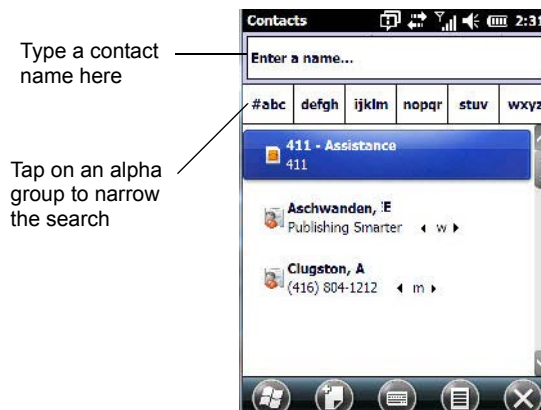 Contacts 2:31
Type a contact
name here
Enter a name...
#abc defgh ijklm nopqr stuv wxyz
Tap on an alpha
group to narrow
the search
411 - Assistance
411
Aschwanden, E
Publishing Smarter w
Clugston, A
(416) 804-1212 m